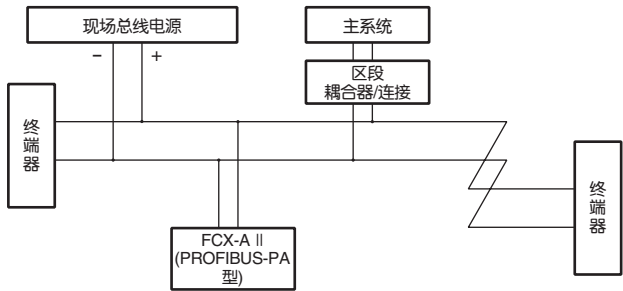 现场总线电源
主系统
－
+
区段
耦合器/连接
终
端
器
终
端
器
FCX-A II
(PROFIBUS-PA
型)